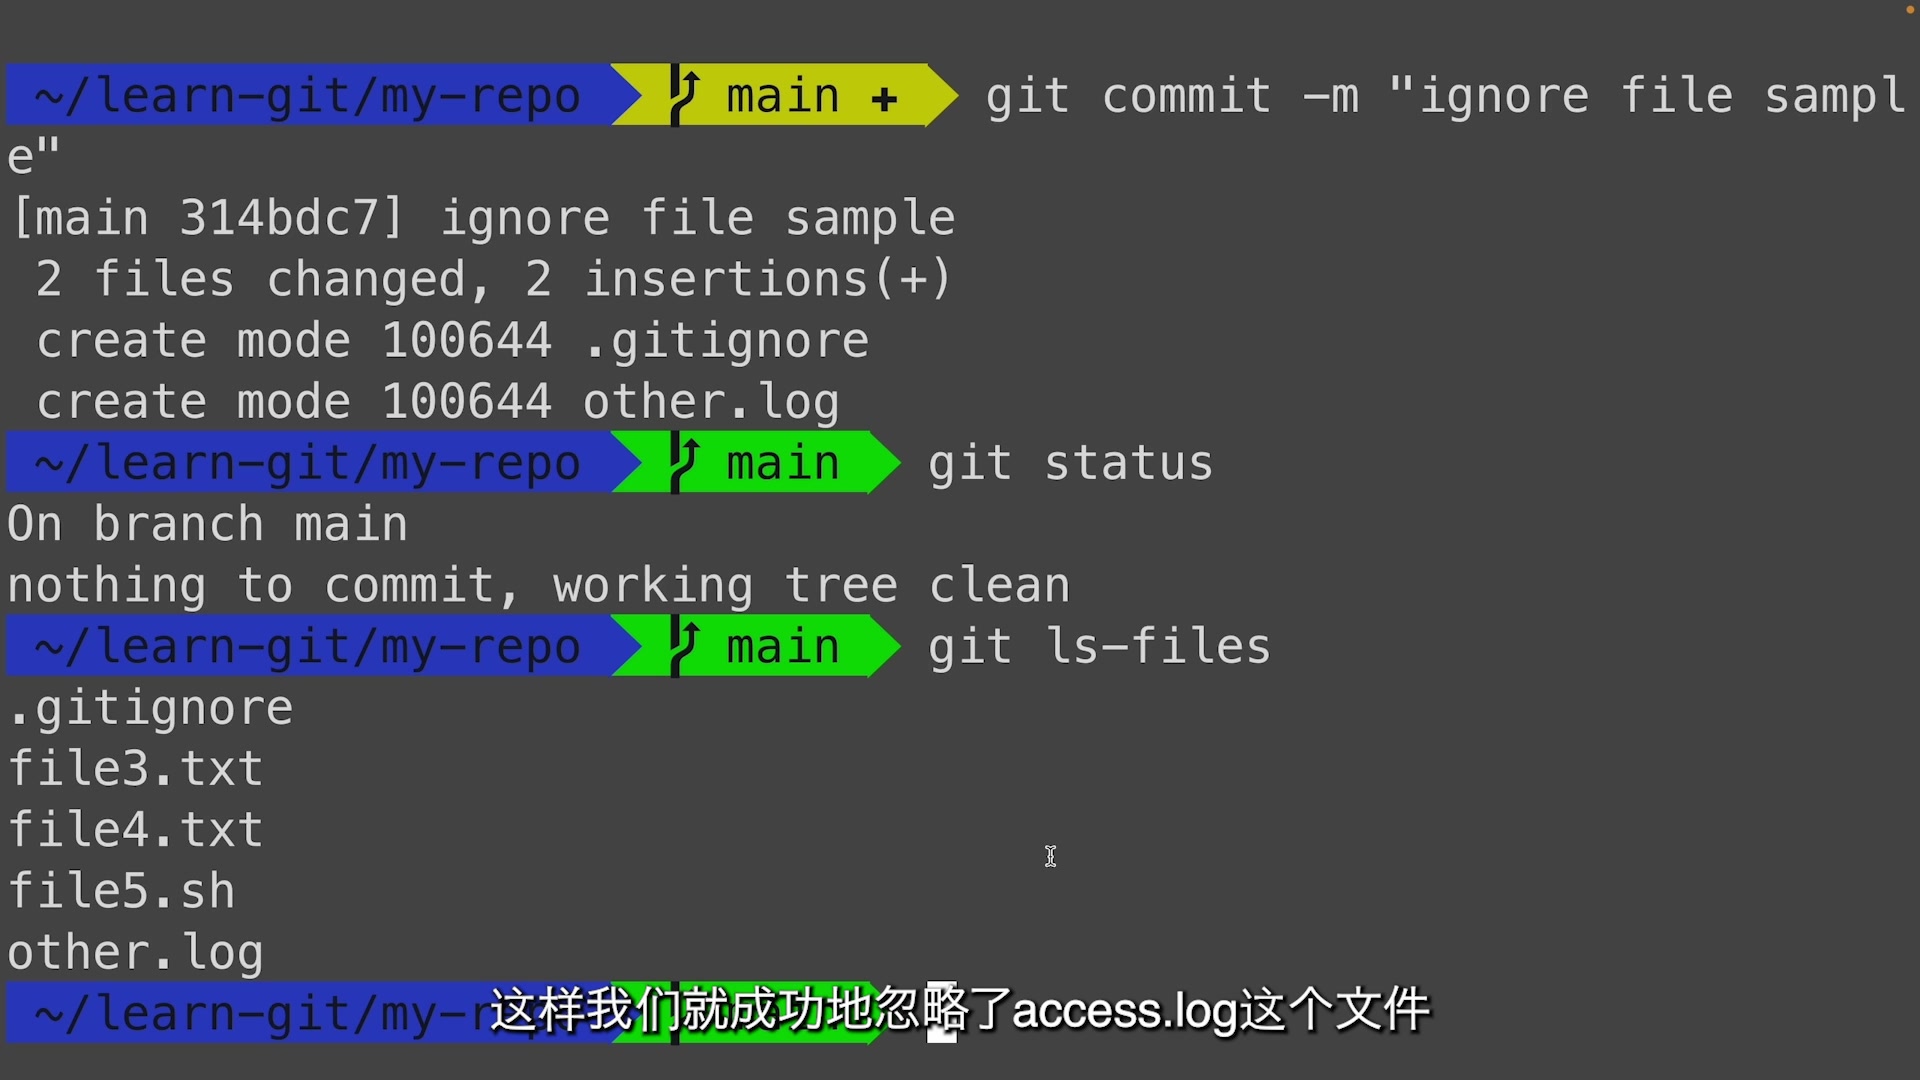 ~/learn-git/my-repo main + git commit -m "ignore file sampl
e"
[main 314bdc7] ignore file sample
2 files changed, 2 insertions(+)
create mode 100644 .gitignore
create mode 100644 other.log
~/learn-git/my-repo main git status
On branch main
nothing to commit, working tree clean
~/learn-git/my-repo main git ls-files
.gitignore
file3.txt
file4.txt
file5.sh
other.log
~/learn-git/my-r
这样我们就成功地忽略了access.log这个文件